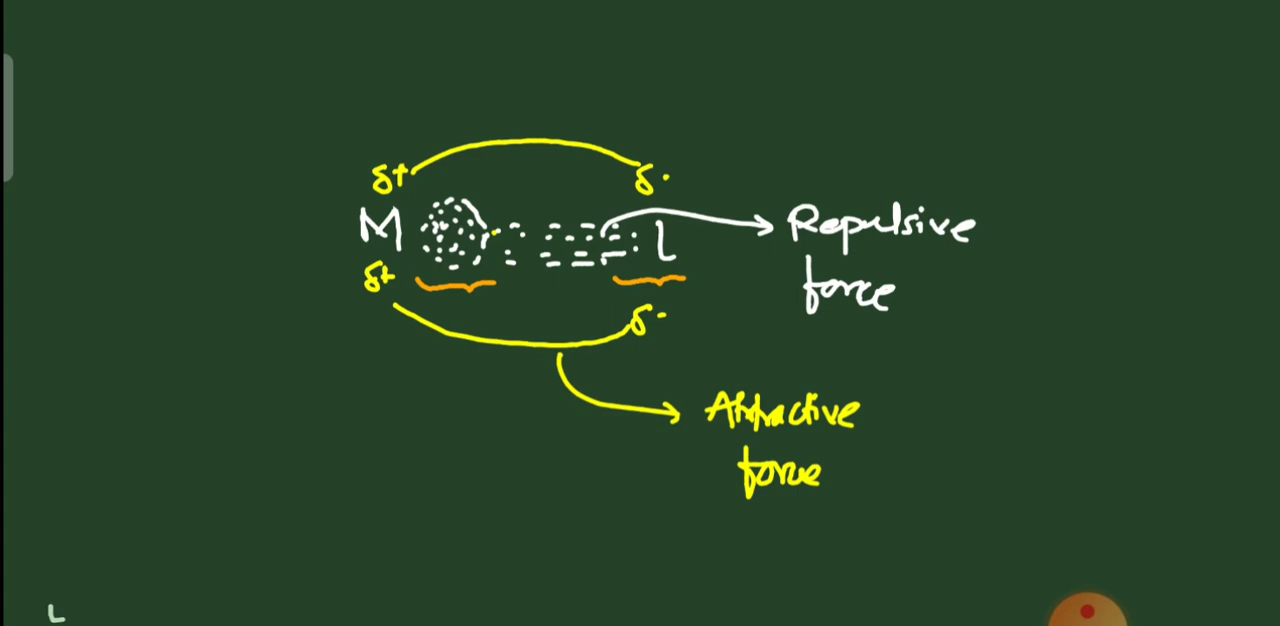 δ+ δ-
M L
δ+ δ-
Repulsive
force
Attractive
force
L